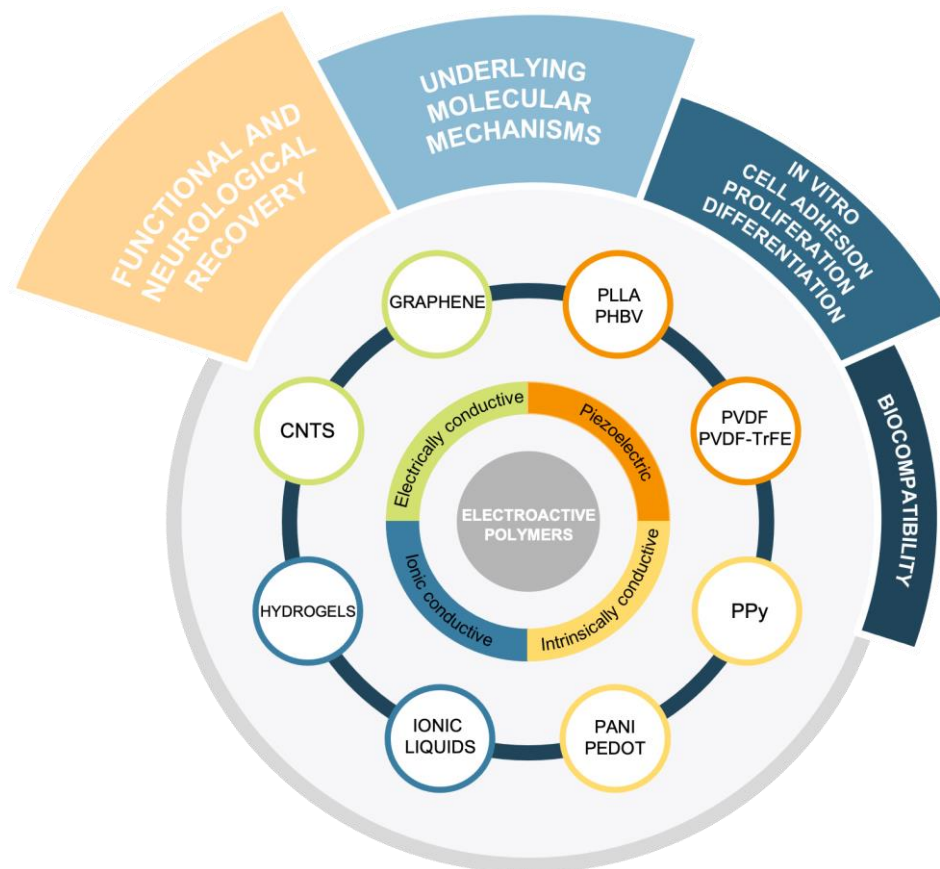 FUNCTIONAL AND
NEUROLOGICAL
RECOVERY
UNDERLYING
MOLECULAR
MECHANISMS
IN VITRO
CELL ADHESION
PROLIFERATION
DIFFERENTIATION
BIOCOMPATIBILITY
GRAPHENE
PLLA
PHBV
CNTS
PVDF
PVDF-TrFE
Electrically conductive
Piezoelectric
ELECTROACTIVE
POLYMERS
Ionic conductive
Intrinsically conductive
HYDROGELS
PPy
IONIC
LIQUIDS
PANI
PEDOT